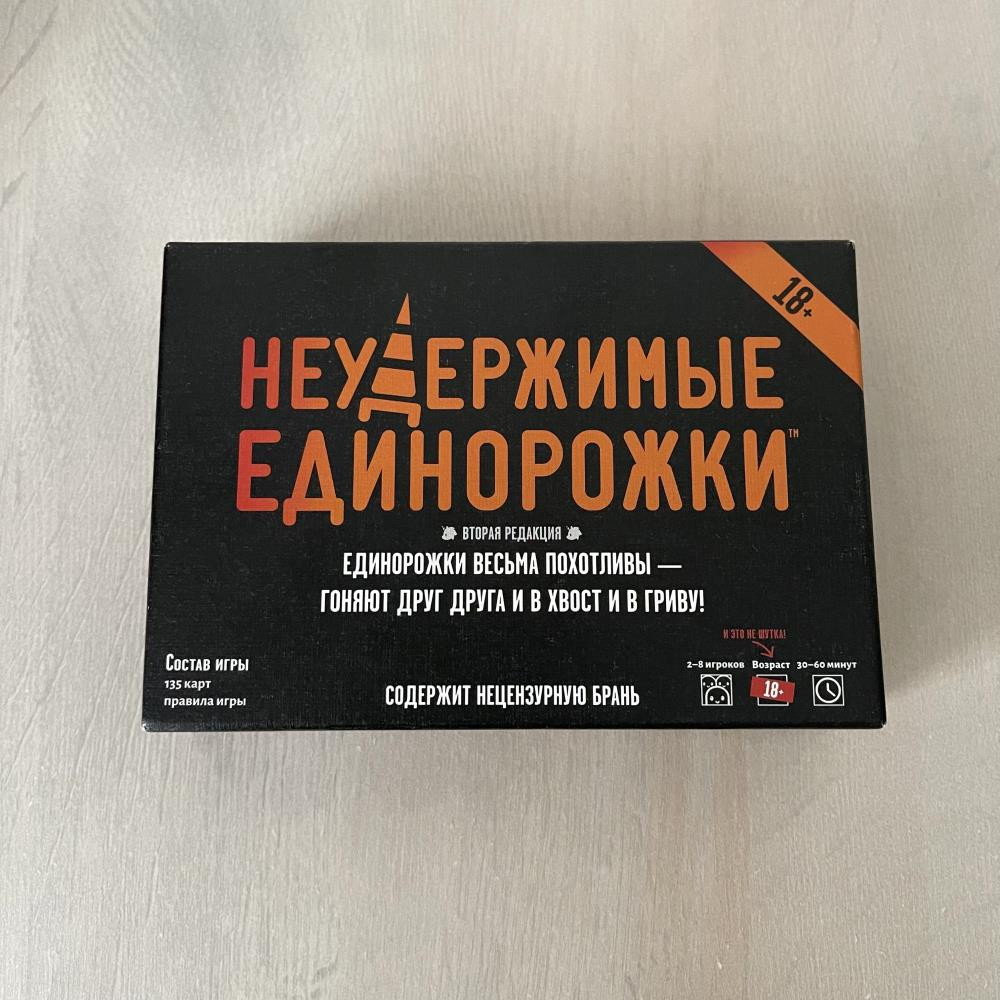 18+
НЕУДЕРЖИМЫЕ
ЕДИНОРОЖКИ™
ВТОРАЯ РЕДАКЦИЯ
ЕДИНОРОЖКИ ВЕСЬМА ПОХОТЛИВЫ —
ГОНЯЮТ ДРУГ ДРУГА И В ХВОСТ И В ГРИВУ!
И ЭТО НЕ ШУТКА!
СОСТАВ ИГРЫ
135 карт
правила игры
СОДЕРЖИТ НЕЦЕНЗУРНУЮ БРАНЬ
2–8 игроков Возраст 30–60 минут
18+